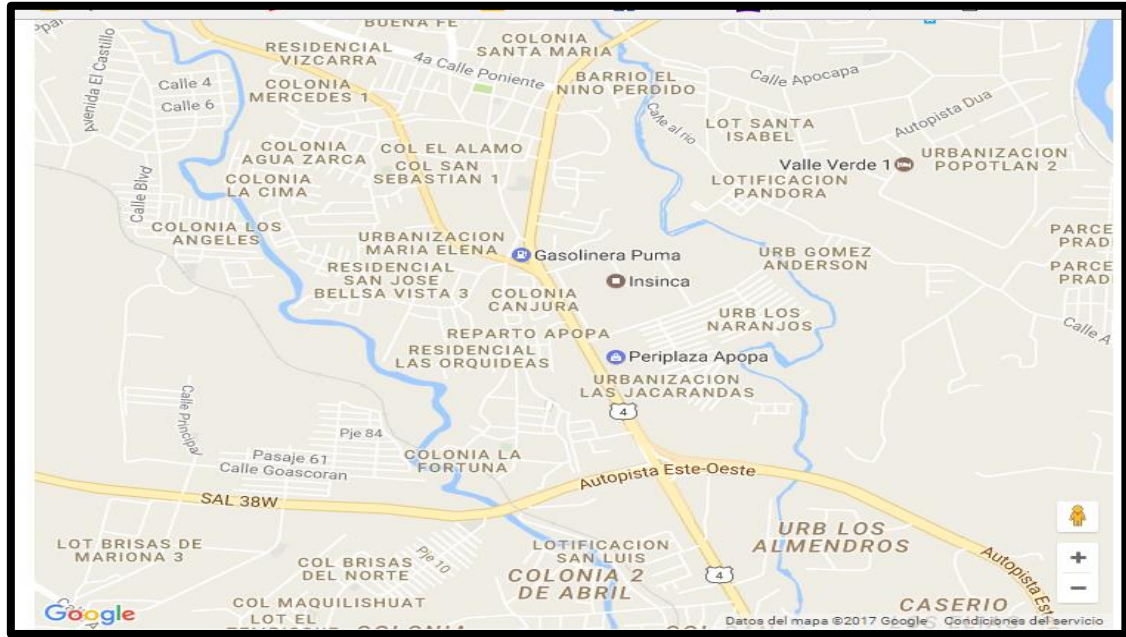 BUENA FE
COLONIA
SANTA MARIA
RESIDENCIAL
VIZCARRA
4a Calle Poniente
Avenida El Castillo
Calle 4
Calle 6
COLONIA
MERCEDES 1
BARRIO EL
NINO PERDIDO
Calle Apocapa
Calle al rio
Autopista Dua
LOT SANTA
ISABEL
COLONIA
AGUA ZARCA
COL EL ALAMO
COL SAN
SEBASTIAN 1
Valle Verde 1
URBANIZACION
POPOTLAN 2
COLONIA
LA CIMA
LOTIFICACION
PANDORA
Calle Blvd
COLONIA LOS
ANGELES
URBANIZACION
MARIA ELENA
Gasolinera Puma
URB GOMEZ
ANDERSON
PARCE
PRAD
RESIDENCIAL
SAN JOSE
BELLSA VISTA 3
Insinca
PARCE
PRAD
COLONIA
CANJURA
URB LOS
NARANJOS
Calle A
REPARTO APOPA
RESIDENCIAL
LAS ORQUIDEAS
Periplaza Apopa
URBANIZACION
LAS JACARANDAS
4
Calle Principal
Pje 84
Pasaje 61
Calle Goascoran
COLONIA LA
FORTUNA
Autopista Este-Oeste
SAL 38W
LOT BRISAS DE
MARIONA 3
COL BRISAS
DEL NORTE
Pje 10
LOTIFICACION
SAN LUIS
URB LOS
ALMENDROS
Autopista Est
COLONIA 2
DE ABRIL
4
+
−
COL MAQUILISHUAT
LOT EL
CASERIO
Google
Datos del mapa ©2017 Google
Condiciones del servicio